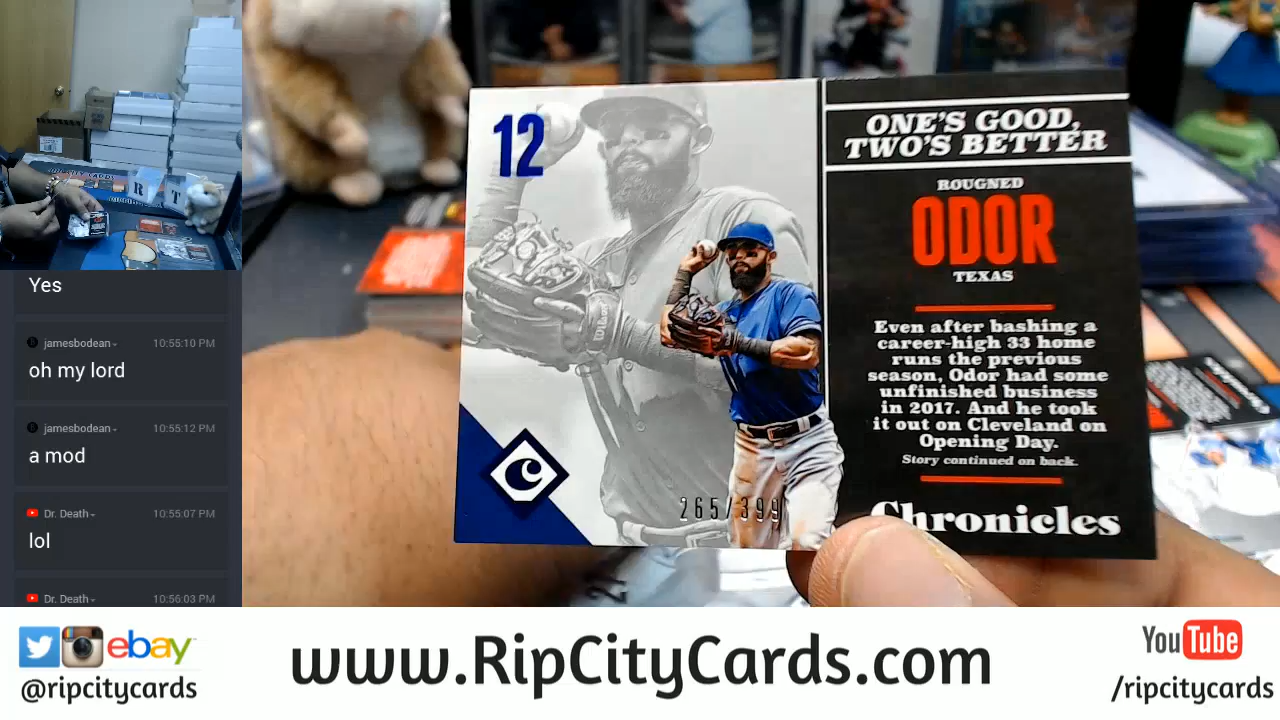 Yes
jamesbodean
10:55:10 PM
oh my lord
jamesbodean
10:55:12 PM
a mod
Dr. Death
10:55:07 PM
lol
Dr. Death
10:56:03 PM
R T
12
Wilson
C
265/399
ONE'S GOOD,
TWO'S BETTER
ROUGNED
ODOR
TEXAS
Even after bashing a
career-high 33 home
runs the previous
season, Odor had some
unfinished business
in 2017. And he took
it out on Cleveland on
Opening Day.
Story continued on back.
Chronicles
ebay
@ripcitycards
www.RipCityCards.com
YouTube
/ripcitycards